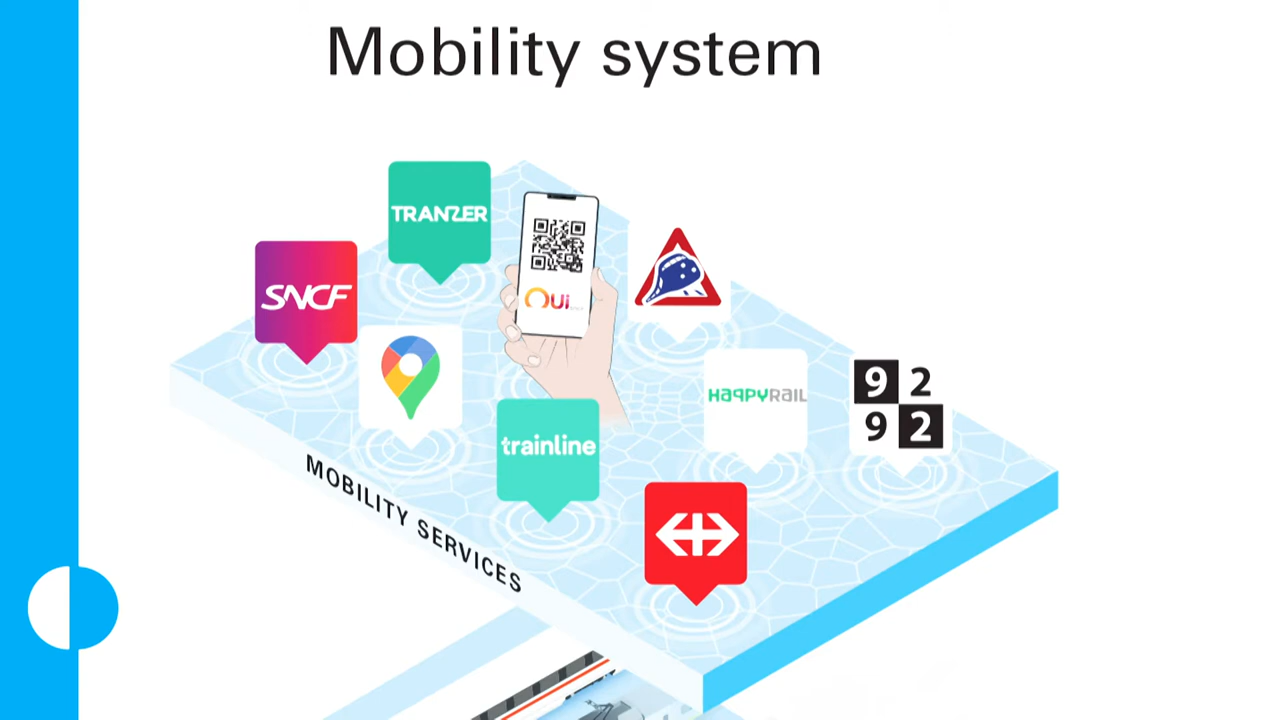 Mobility system
TRANZER
SNCF
OUi
HAPPYRAIL
9 2
9 2
trainline
MOBILITY SERVICES